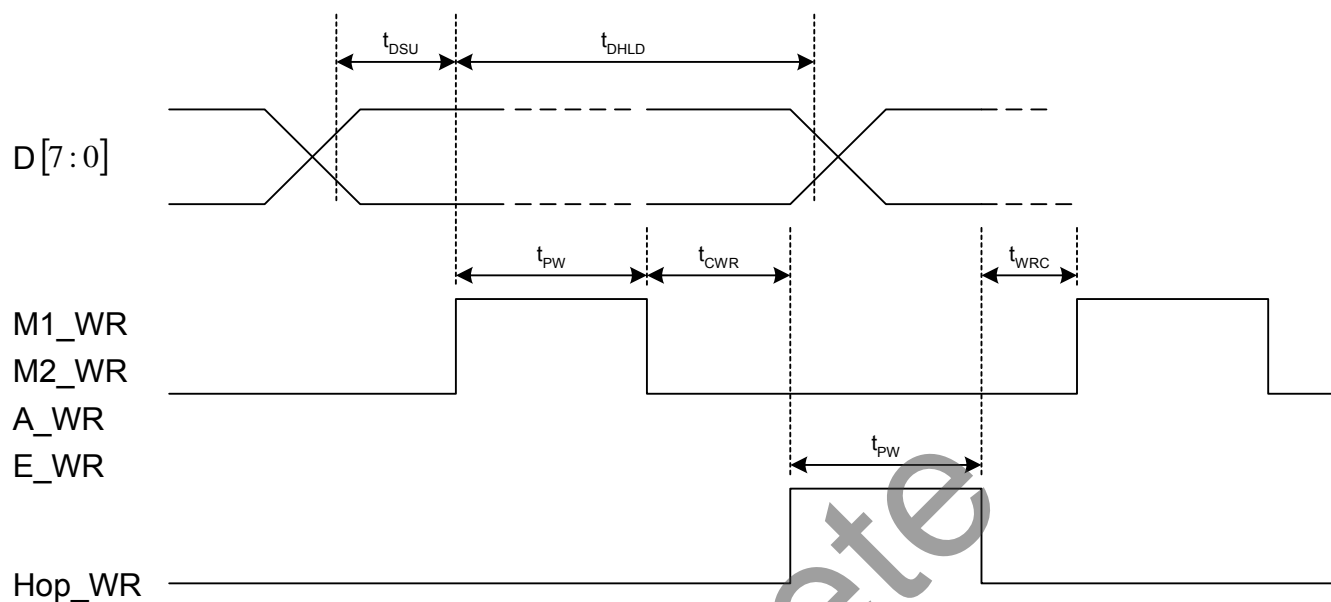 tDSU
tDHLD
D[7:0]
tPW
tCWR
tWRC
M1_WR
M2_WR
A_WR
E_WR
tPW
Hop_WR